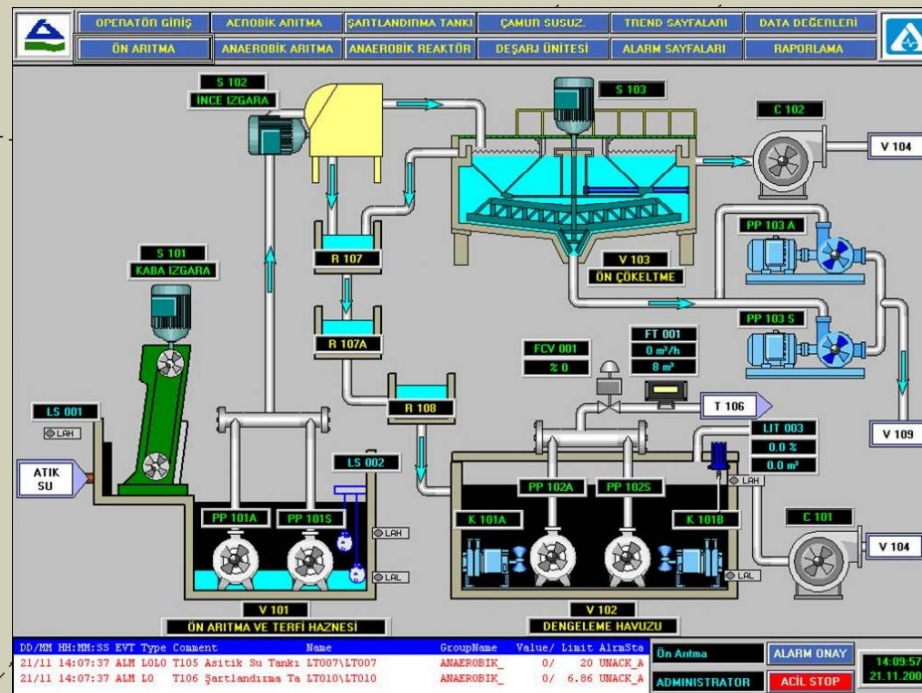 OPERATÖR GİRİŞ
AEROBİK ARITMA
ŞARTLANDIRMA TANKI
ÇAMUR SUSUZ.
TREND SAYFALARI
DATA DEĞERLERİ
ÖN ARITMA
ANAEROBİK ARITMA
ANAEROBİK REAKTÖR
DEŞARJ ÜNİTESİ
ALARM SAYFALARI
RAPORLAMA
S 102
İNCE IZGARA
S 103
C 102
V 104
S 101
KABA IZGARA
R 107
V 103
ÖN ÇÖKELTME
PP 103 A
R 107A
PP 103 S
FCV 001
% 0
FT 001
0 m³/h
8 m³
R 108
T 106
V 109
LS 001
LAH
ATIK
SU
LS 002
LIT 003
0.0 %
0.0 m³
LAH
PP 101A
PP 101S
LAH
LAL
PP 102A
PP 102S
K 101A
K 101B
LAL
C 101
V 104
V 101
ÖN ARITMA VE TERFİ HAZNESİ
V 102
DENGELEME HAVUZU
DD/MM HH:MM:SS EVT Type Comment Name GroupName Value/ Limit AlrmSta
21/11 14:07:37 ALM LOLO T105 Asitik Su Tankı LT007\LT007 ANAEROBIK_ 0/ 20 UNACK_A
21/11 14:07:37 ALM LO T106 Şartlandırma Ta LT010\LT010 ANAEROBIK_ 0/ 6.86 UNACK_A
Ön Arıtma
ALARM ONAY
ADMINISTRATOR
ACİL STOP
14:09:57
21.11.200